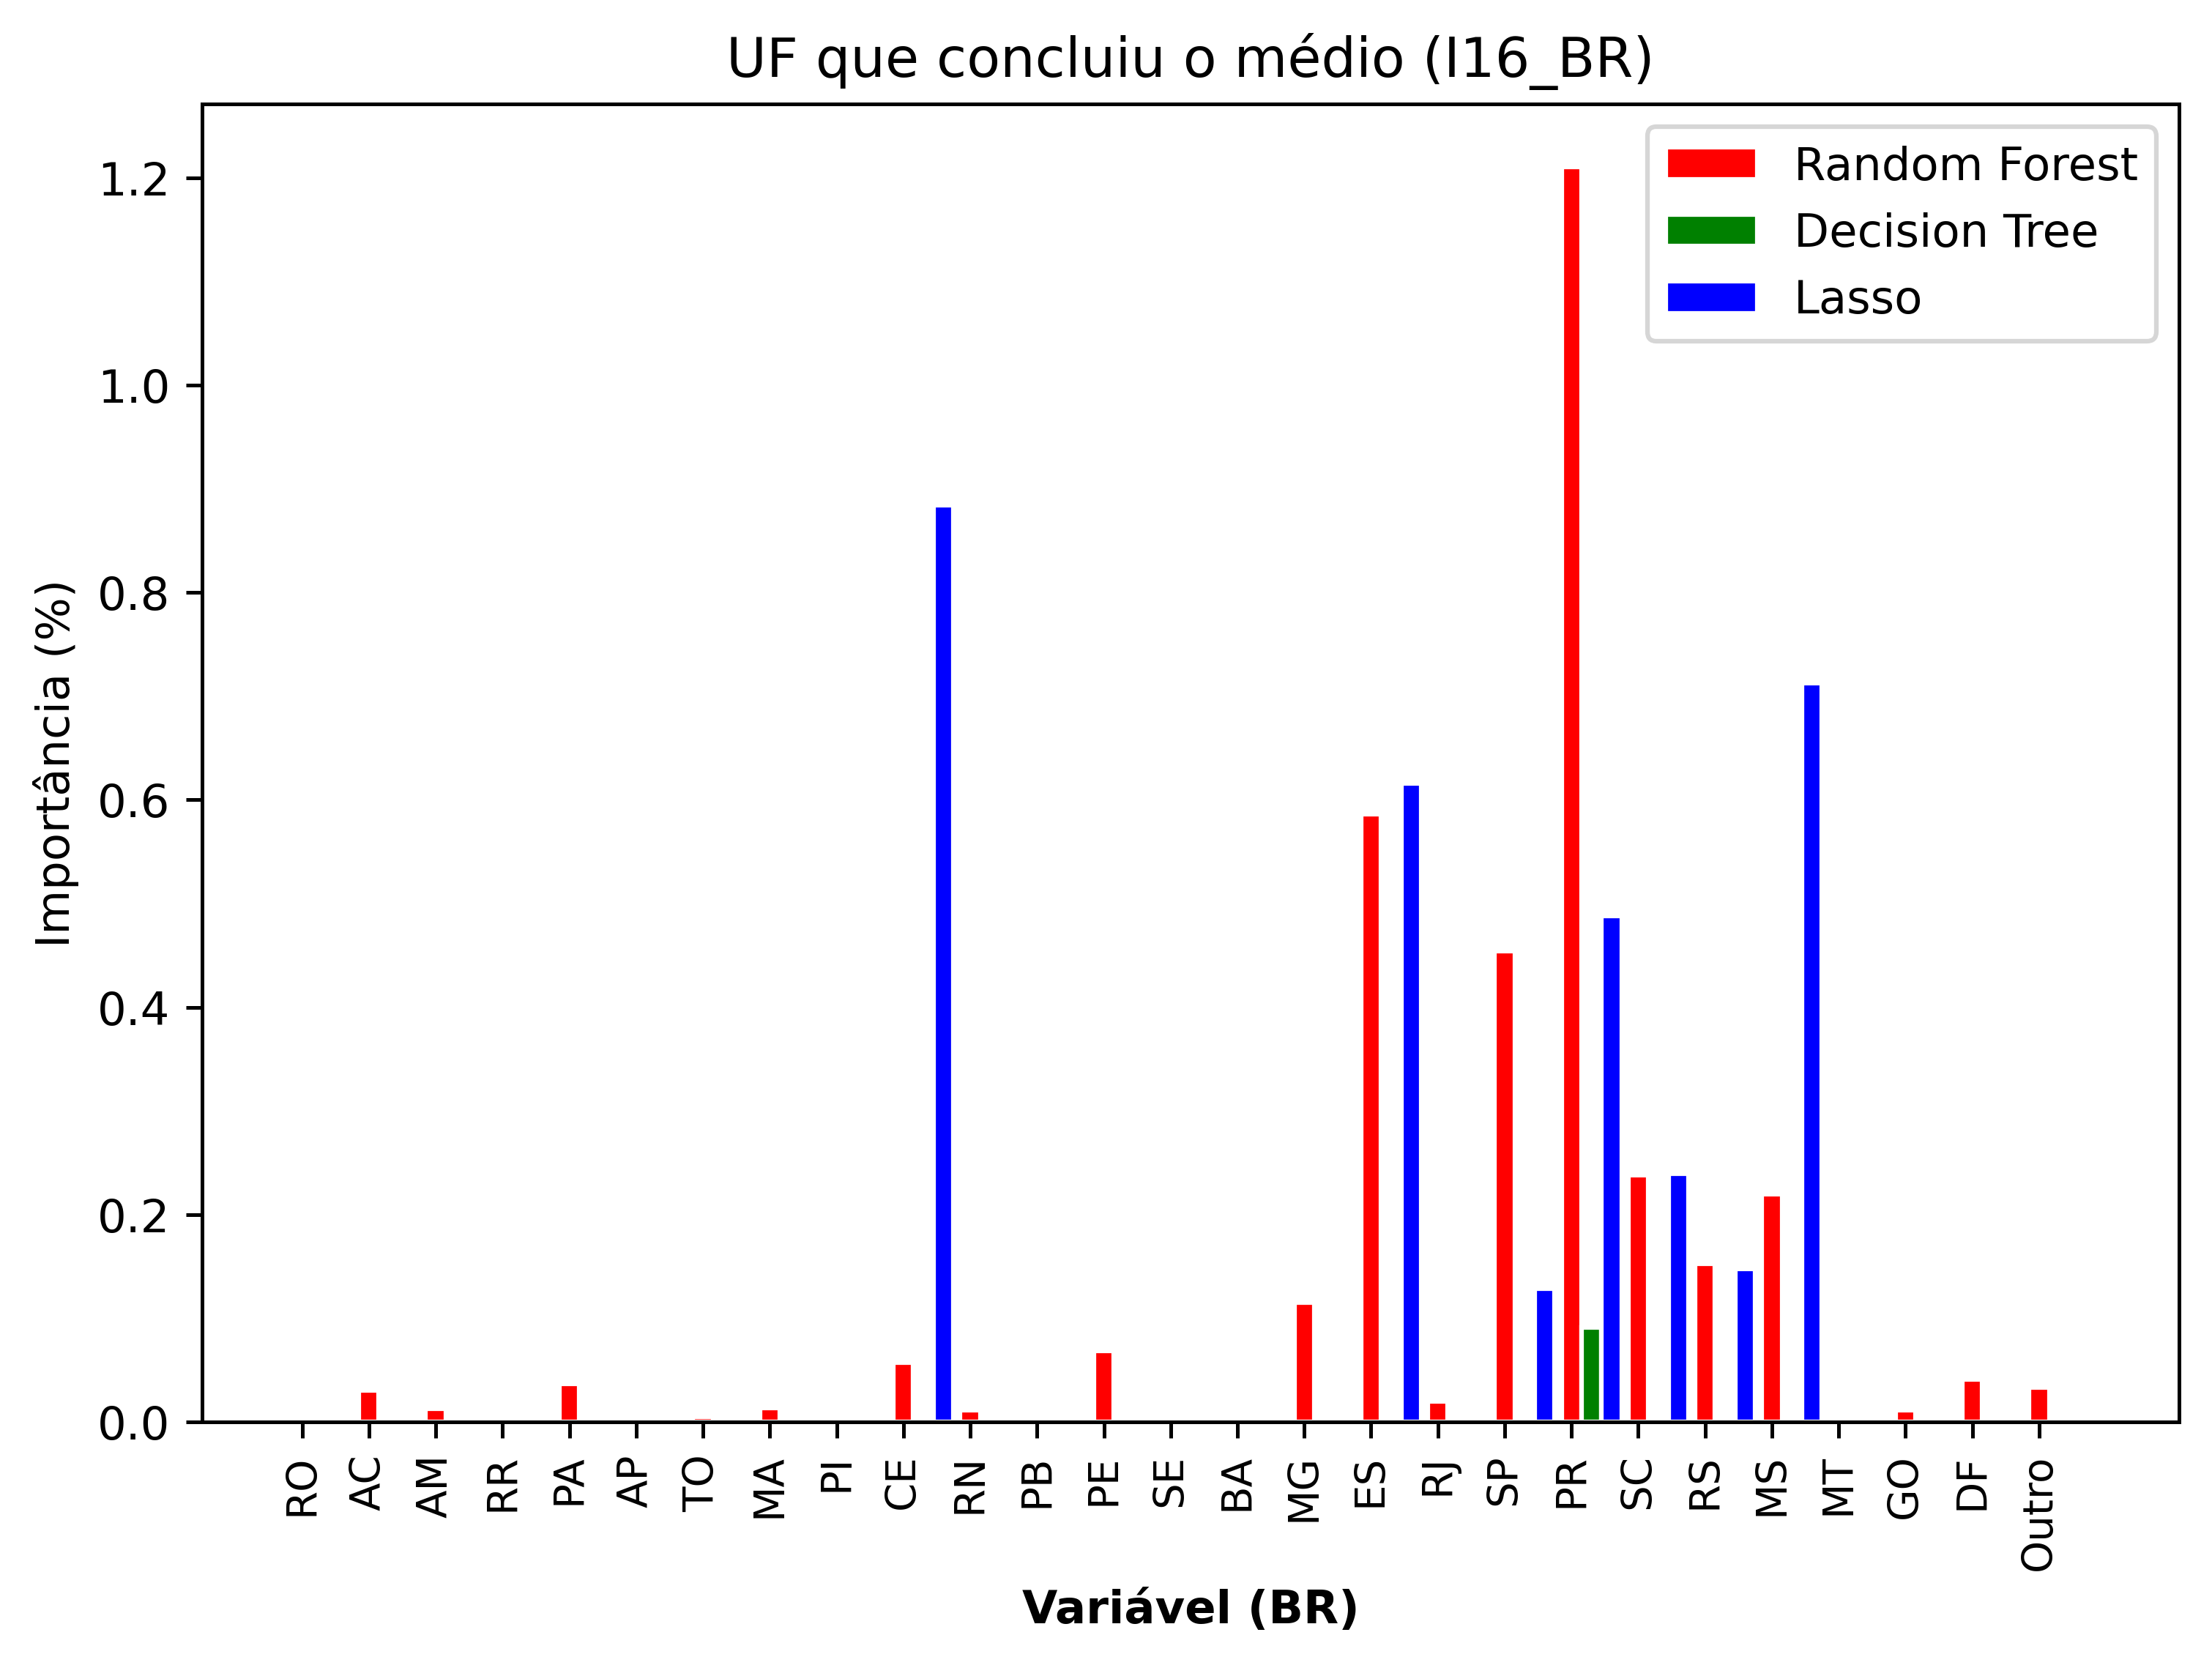 UF que concluiu o médio (I16_BR)
Random Forest
Decision Tree
Lasso
Importância (%)
1.2
1.0
0.8
0.6
0.4
0.2
0.0
RO AC AM RR PA AP TO MA PI CE RN PB PE SE BA MG ES RJ SP PR SC RS MS MT GO DF Outro
Variável (BR)